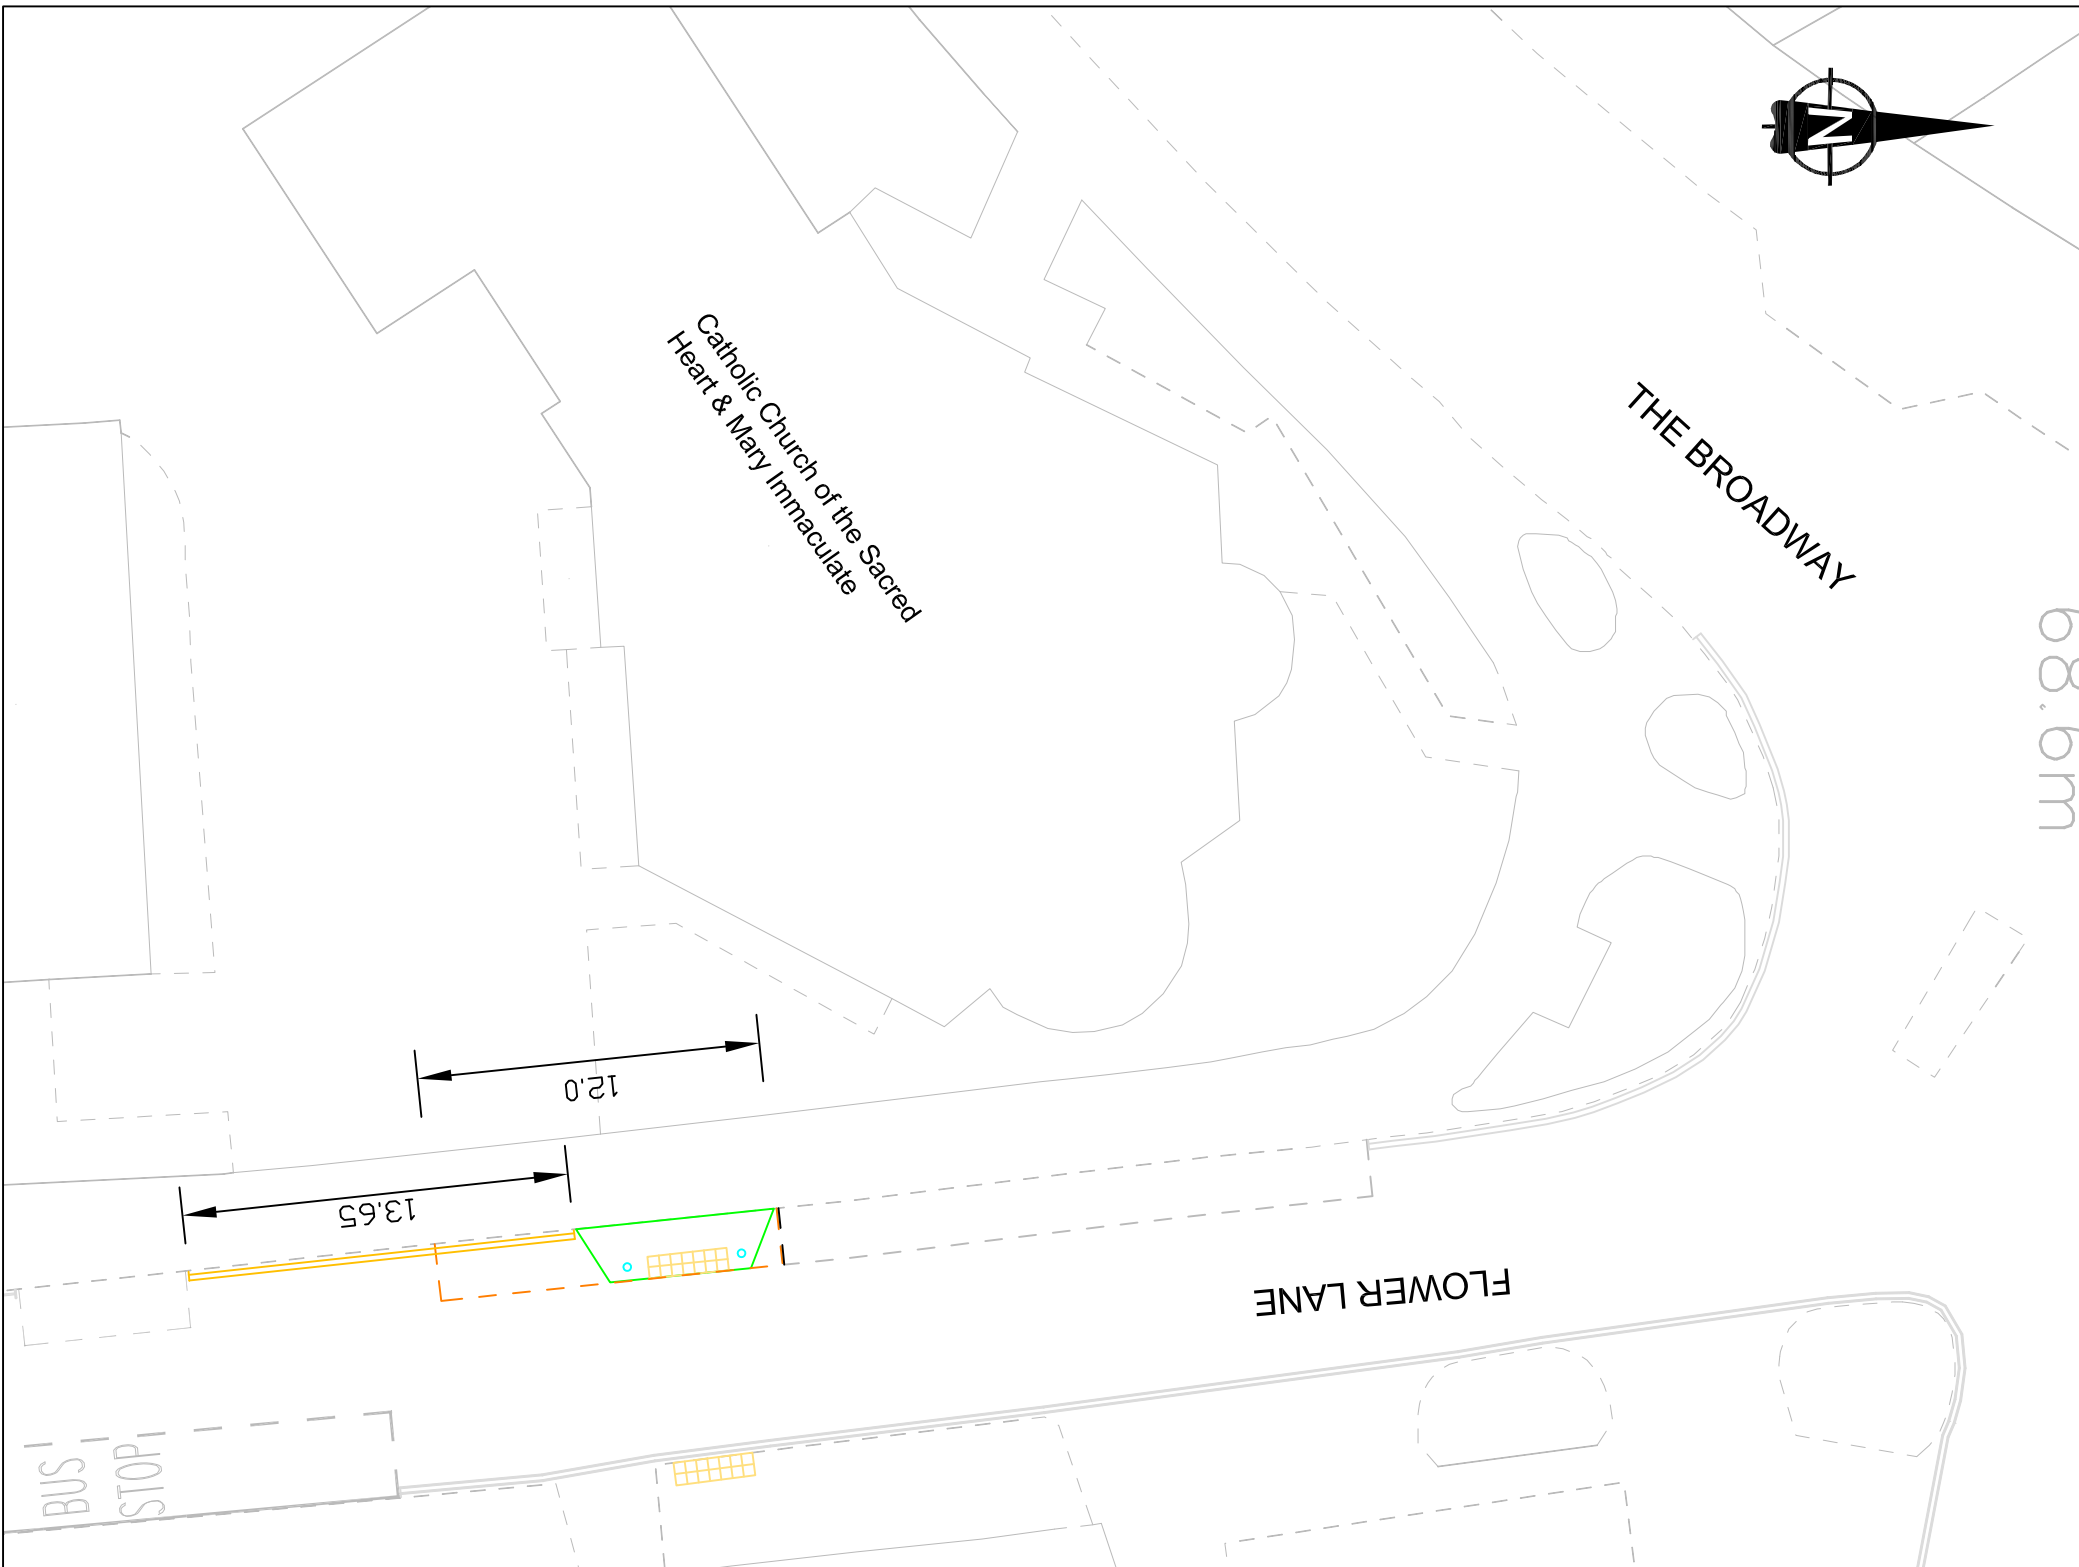 N
Catholic Church of the Sacred
Heart & Mary Immaculate
THE BROADWAY
68.6m
12.0
13.65
FLOWER LANE
BUS
STOP